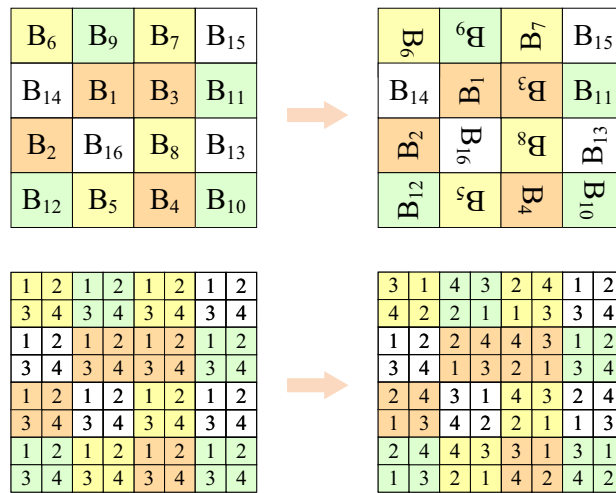 B6 B9 B7 B15
B14 B1 B3 B11
B2 B16 B8 B13
B12 B5 B4 B10
B6 B9 B7 B15
B14 B1 B3 B11
B2 B16 B8 B13
B12 B5 B4 B10
1 2 1 2 1 2 1 2
3 4 3 4 3 4 3 4
1 2 1 2 1 2 1 2
3 4 3 4 3 4 3 4
1 2 1 2 1 2 1 2
3 4 3 4 3 4 3 4
1 2 1 2 1 2 1 2
3 4 3 4 3 4 3 4
3 1 4 3 2 4 1 2
4 2 2 1 1 3 3 4
1 2 2 4 4 3 1 2
3 4 1 3 2 1 3 4
2 4 3 1 4 3 2 4
1 3 4 2 2 1 1 3
2 4 4 3 3 1 3 1
1 3 2 1 4 2 4 2